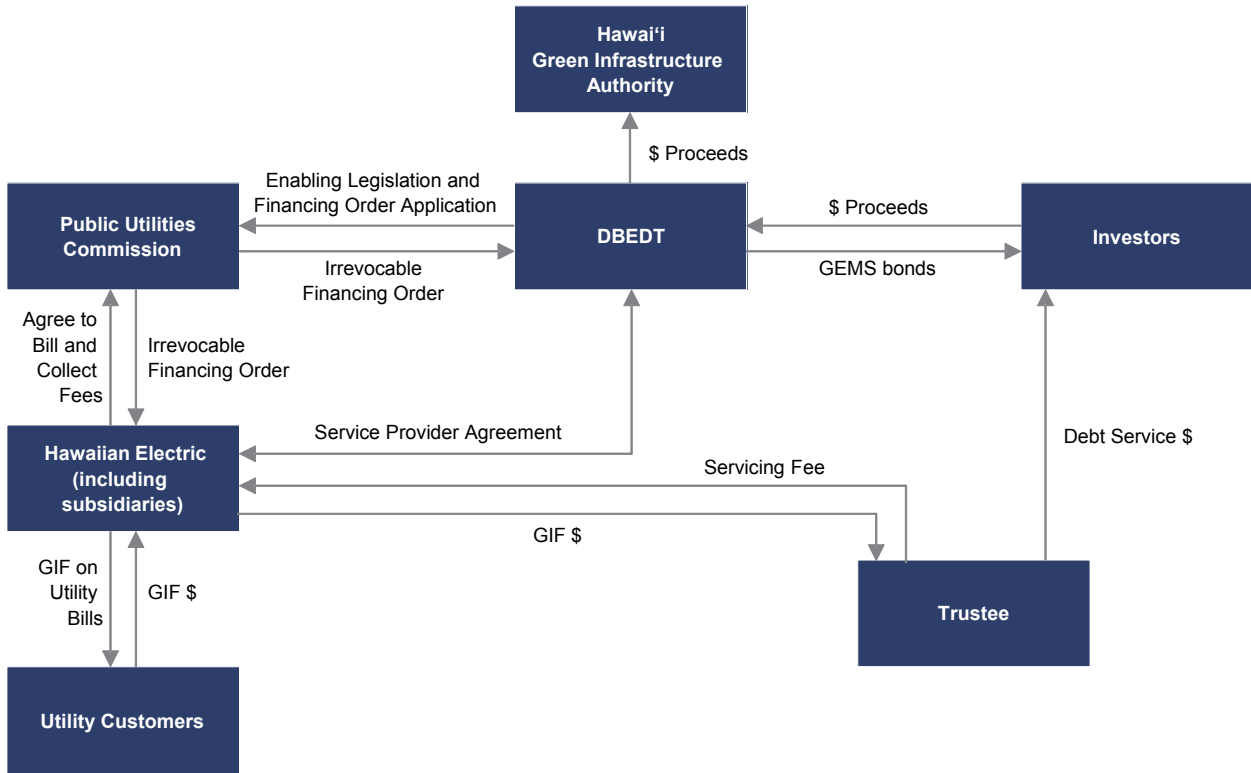 Hawai‘i
Green Infrastructure
Authority
$ Proceeds
Enabling Legislation and
Financing Order Application
$ Proceeds
Public Utilities
Commission
DBEDT
Investors
Irrevocable
Financing Order
GEMS bonds
Agree to
Bill and
Collect
Fees
Irrevocable
Financing Order
Service Provider Agreement
Debt Service $
Hawaiian Electric
(including
subsidiaries)
Servicing Fee
GIF $
GIF on
Utility
Bills
GIF $
Trustee
Utility Customers